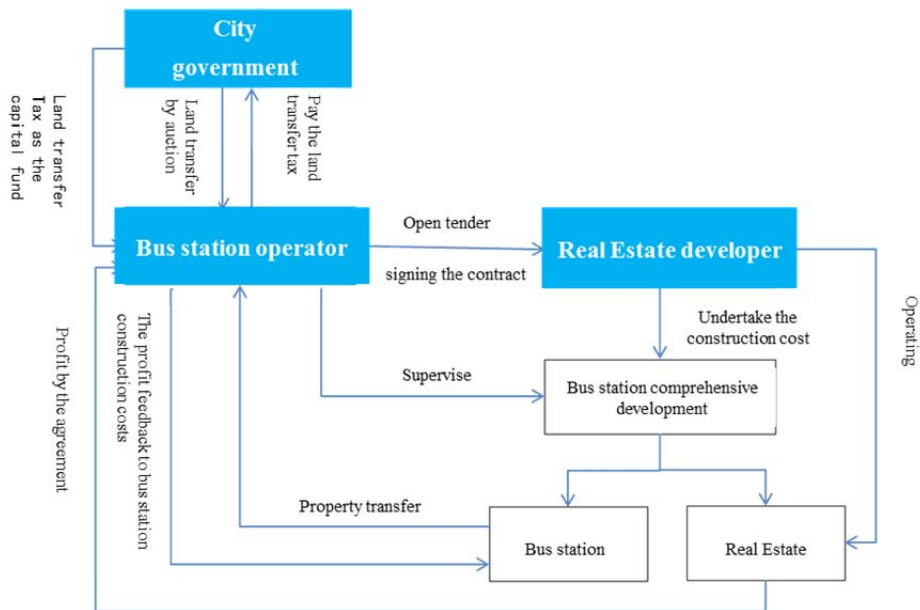 City
government
Land transfer
Tax as the
capital fund
Land transfer
by auction
Pay the land
transfer tax
Bus station operator
Open tender
signing the contract
Real Estate developer
Operating
Undertake the
construction cost
Profit by the agreement
The profit feedback to bus station
construction costs
Supervise
Bus station comprehensive
development
Property transfer
Bus station
Real Estate